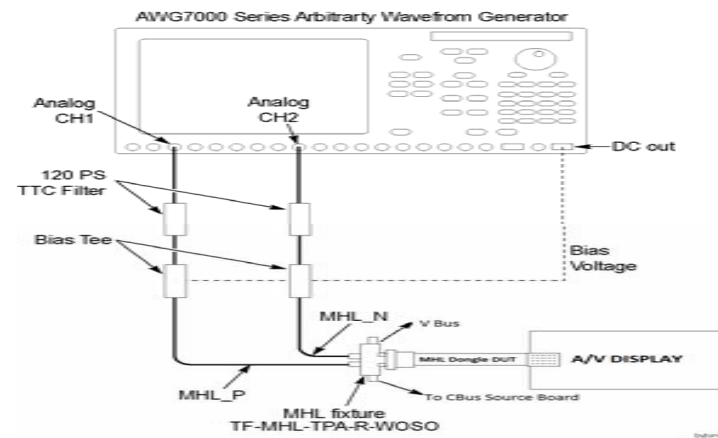 AWG7000 Series Arbitrarty Wavefrom Generator
Analog
CH1
Analog
CH2
DC out
120 PS
TTC Filter
Bias Tee
Bias
Voltage
MHL_N
V Bus
MHL Dongle DUT
A/V DISPLAY
MHL_P
To CBus Source Board
MHL fixture
TF-MHL-TPA-R-WOSO